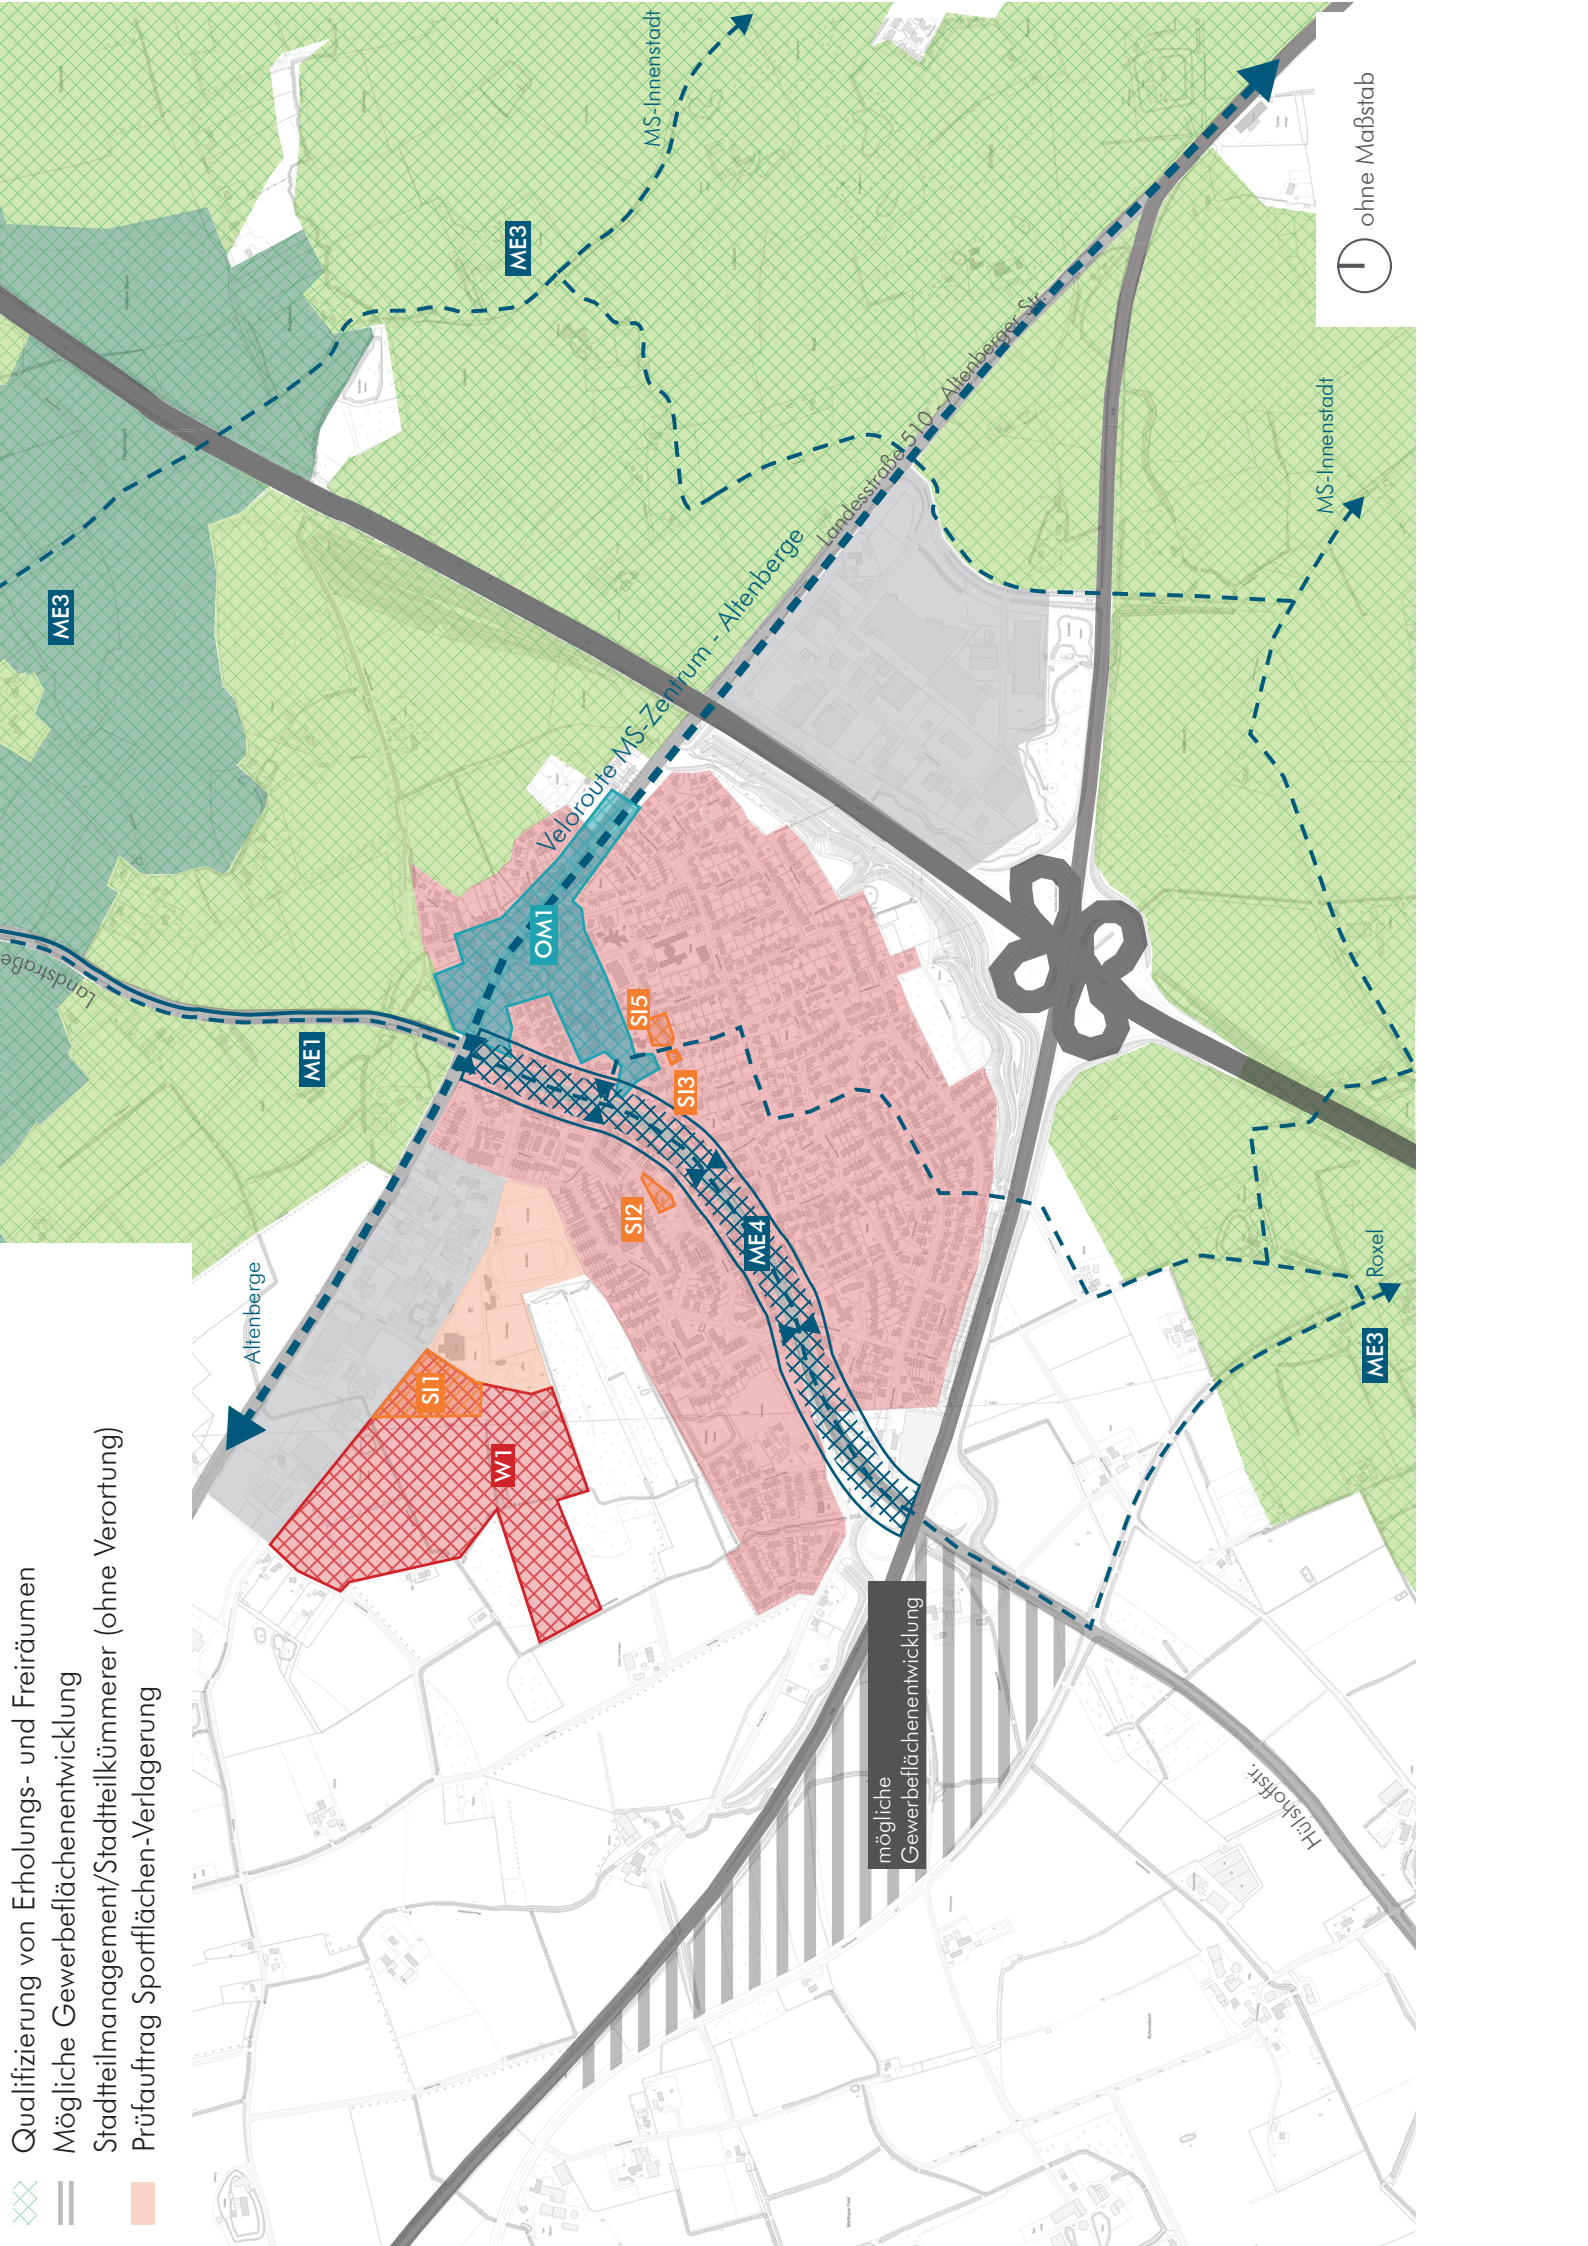 Qualifizierung von Erholungs- und Freiräumen
Mögliche Gewerbeflächenentwicklung
Stadtteilmanagement/Stadtteilkümmerer (ohne Verortung)
Prüfauftrag Sportflächen-Verlagerung
Altenberge
W1
SI1
mögliche
Gewerbeflächenentwicklung
Hülshoffstr.
Landstraße
ME1
ME3
OM1
SI5
SI3
SI2
ME4
Veloroute MS-Zentrum - Altenberge
Landesstraße 510 - Altenberger Str.
ME3
MS-Innenstadt
MS-Innenstadt
Roxel
ME3
ohne Maßstab